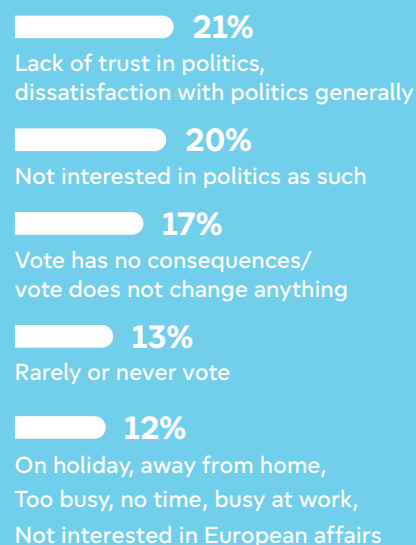 21%
Lack of trust in politics,
dissatisfaction with politics generally
20%
Not interested in politics as such
17%
Vote has no consequences/
vote does not change anything
13%
Rarely or never vote
12%
On holiday, away from home,
Too busy, no time, busy at work,
Not interested in European affairs